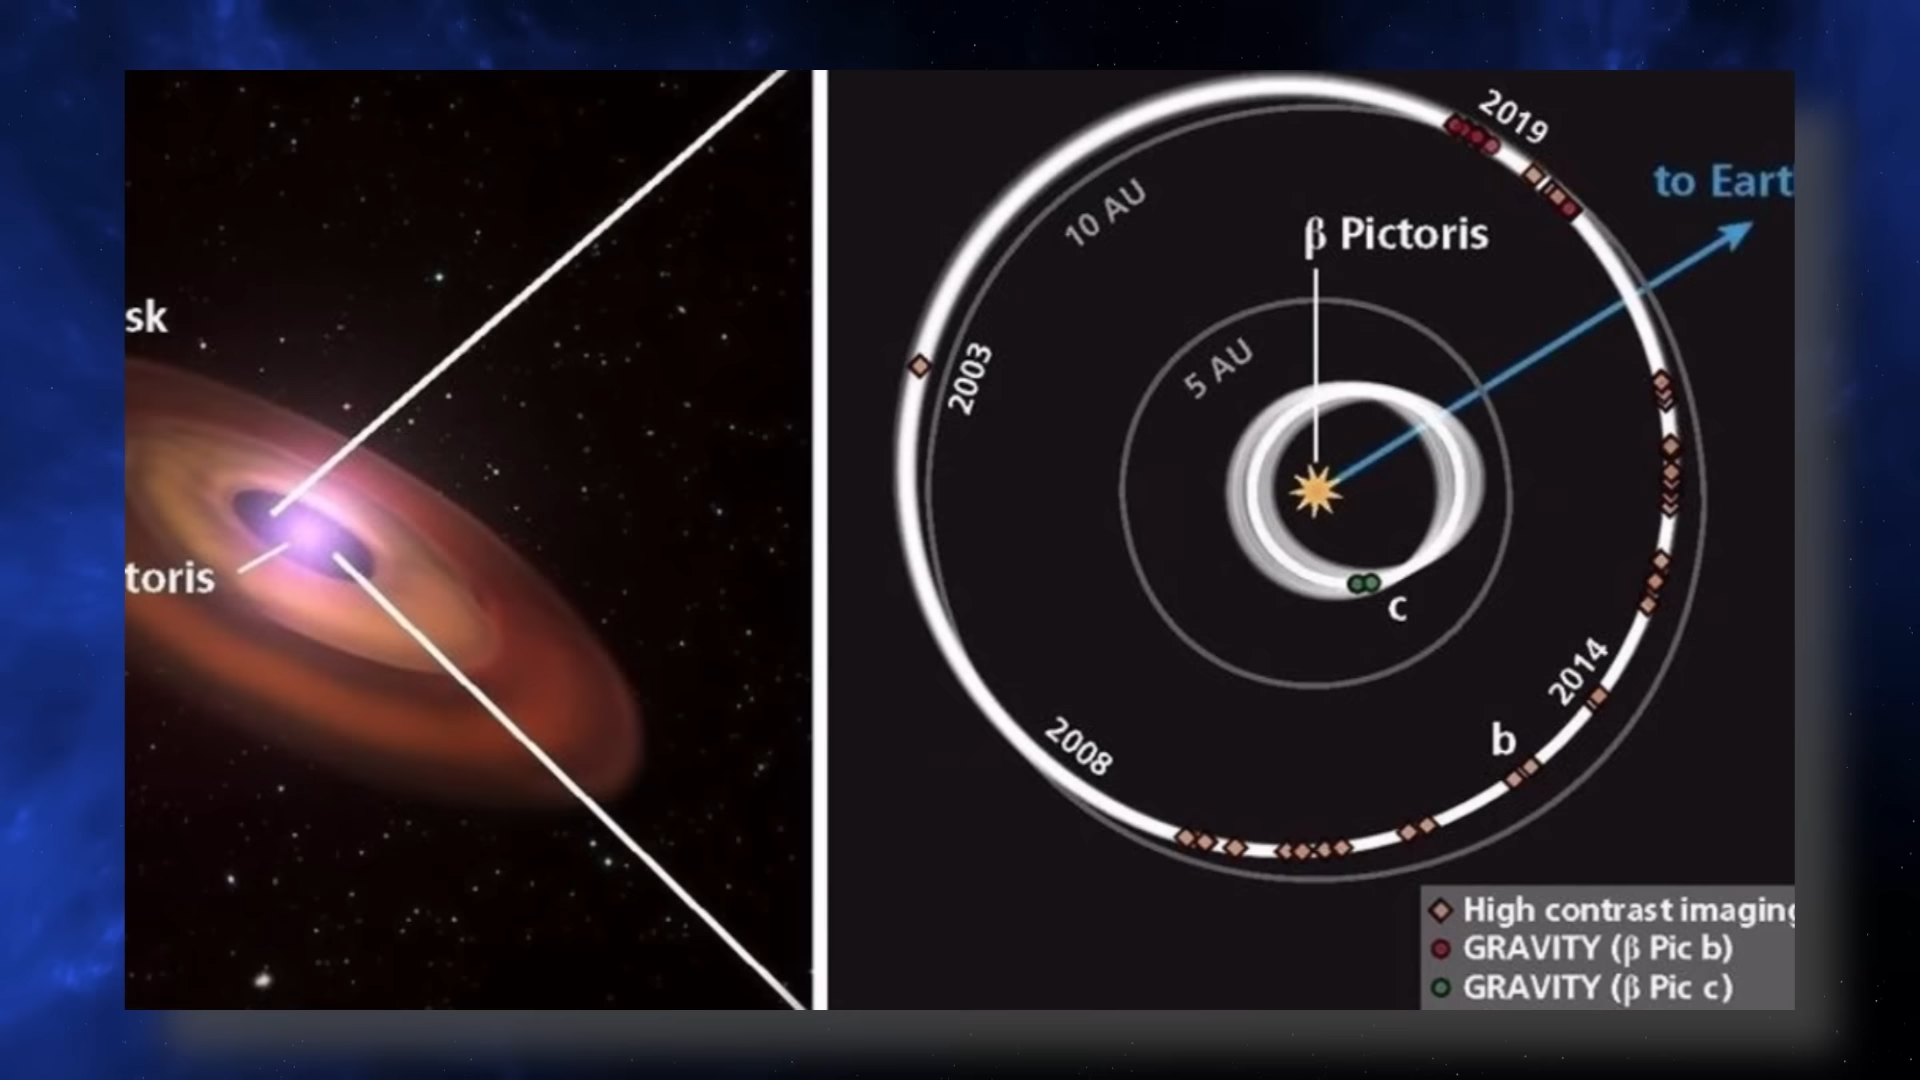 sk
toris
2019
to Eart
10 AU
β Pictoris
5 AU
2003
c
2014
b
2008
High contrast imaging
GRAVITY (β Pic b)
GRAVITY (β Pic c)